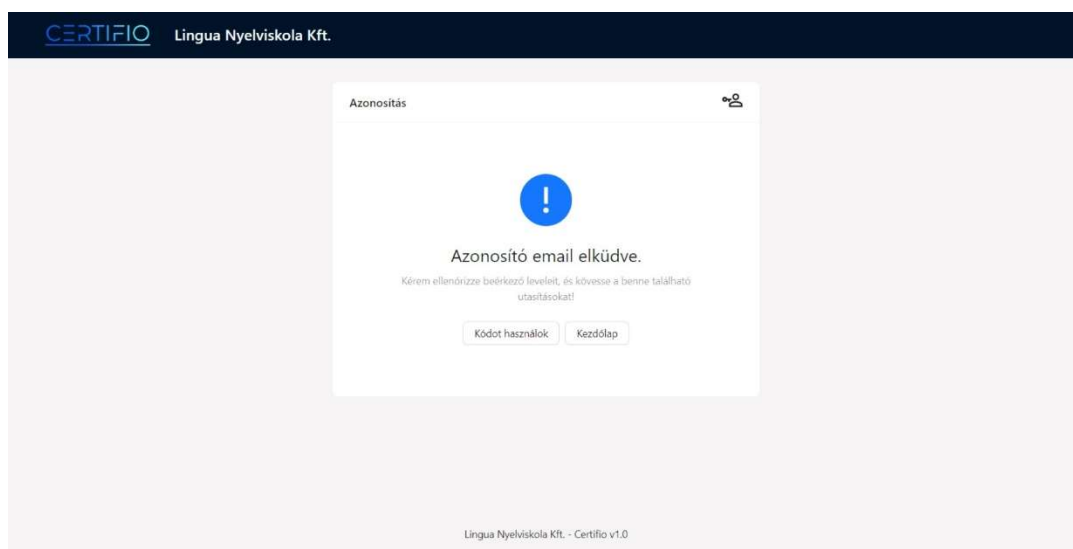 CERTIFIO Lingua Nyelviskola Kft.
Azonosítás
Azonosító email elküdve.
Kérem ellenőrizze beérkező leveleit, és kövesse a benne található
utasításokat!
Kódot használok Kezdőlap
Lingua Nyelviskola Kft. - Certifio v1.0